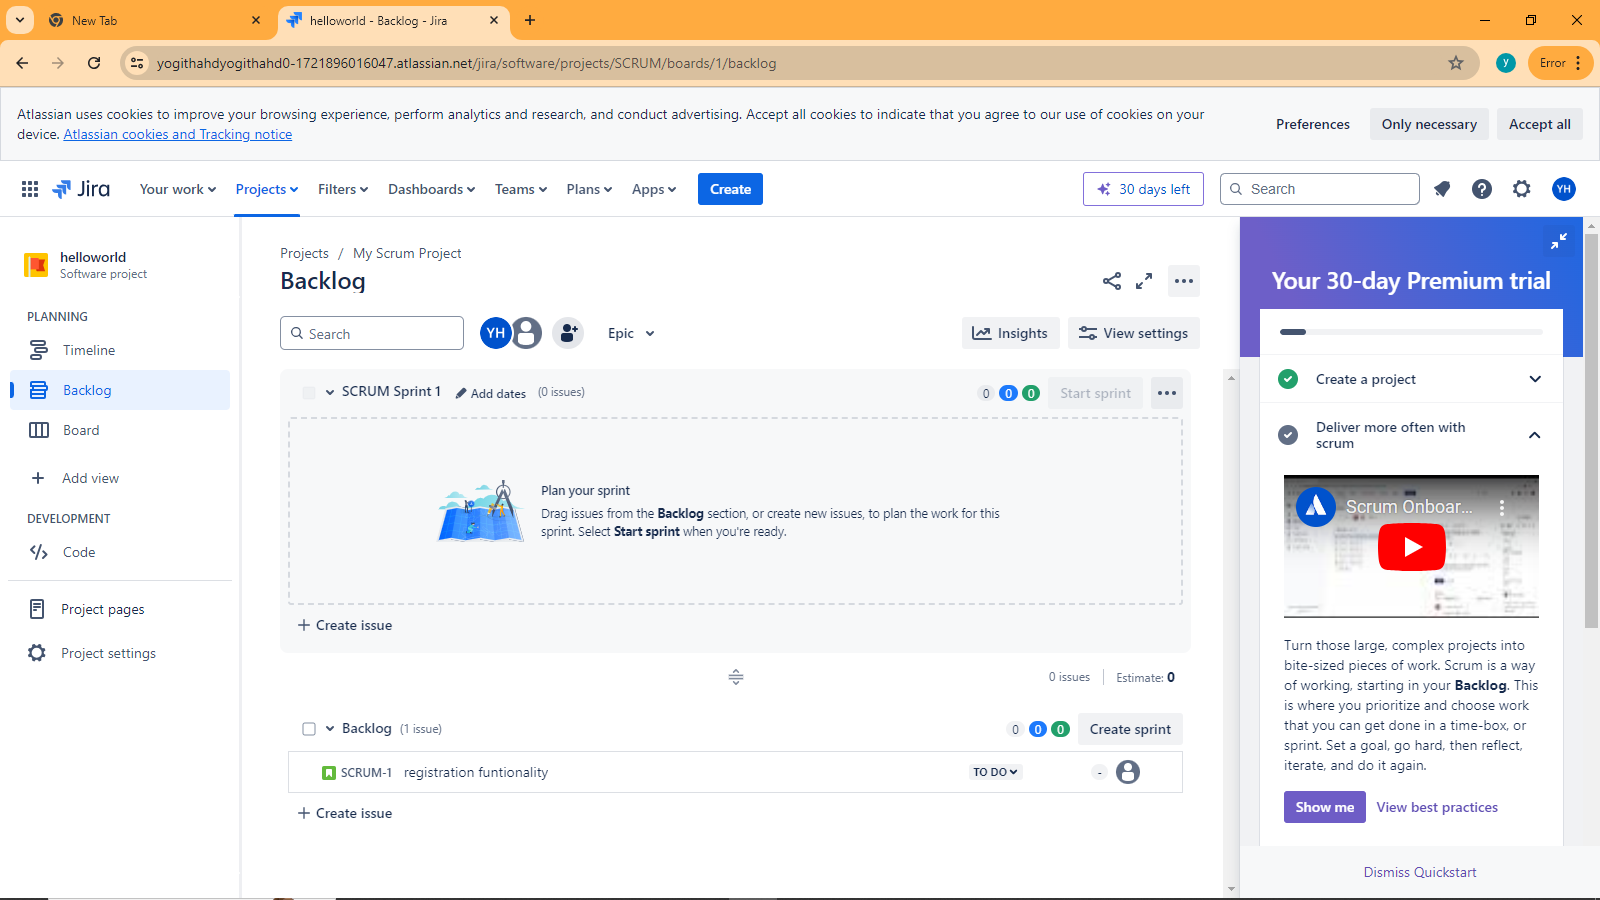 New Tab
helloworld - Backlog - Jira
yogithahdyogithahd0-1721896016047.atlassian.net/jira/software/projects/SCRUM/boards/1/backlog
y
Error
Atlassian uses cookies to improve your browsing experience, perform analytics and research, and conduct advertising. Accept all cookies to indicate that you agree to our use of cookies on your
device. Atlassian cookies and Tracking notice
Preferences
Only necessary
Accept all
Jira
Your work
Projects
Filters
Dashboards
Teams
Plans
Apps
Create
30 days left
Search
YH
helloworld
Software project
PLANNING
Timeline
Backlog
Board
Add view
DEVELOPMENT
Code
Project pages
Project settings
Projects / My Scrum Project
Backlog
Search
YH
Epic
Insights
View settings
SCRUM Sprint 1
Add dates
(0 issues)
0 0 0
Start sprint
Plan your sprint
Drag issues from the Backlog section, or create new issues, to plan the work for this
sprint. Select Start sprint when you're ready.
+ Create issue
0 issues
Estimate: 0
Backlog (1 issue)
0 0 0
Create sprint
SCRUM-1 registration funtionality
TO DO
-
+ Create issue
Your 30-day Premium trial
Create a project
Deliver more often with
scrum
Scrum Onboar...
Turn those large, complex projects into
bite-sized pieces of work. Scrum is a way
of working, starting in your Backlog. This
is where you prioritize and choose work
that you can get done in a time-box, or
sprint. Set a goal, go hard, then reflect,
iterate, and do it again.
Show me
View best practices
Dismiss Quickstart